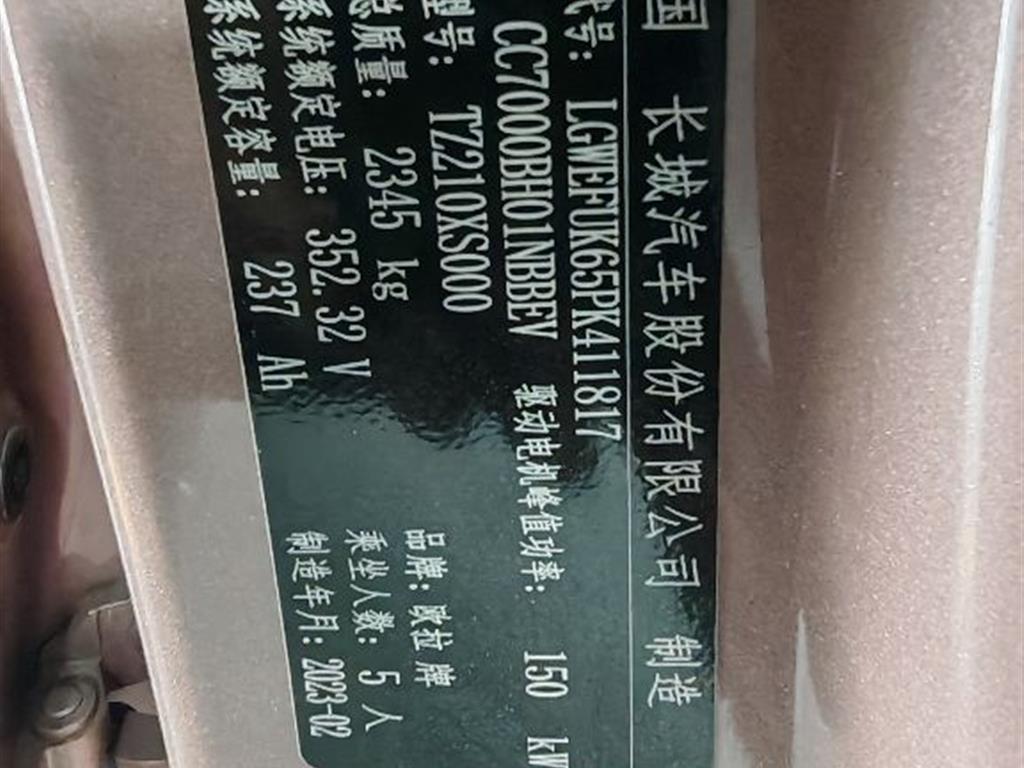 国 长城汽车股份有限公司 制造
代号: LGWEFUK65PK411817
CC7000BH01NBBEV 驱动电机峰值功率: 150 kW
型号: TZ210XS000
总质量: 2345 kg 品牌: 欧拉牌
系统额定电压: 352.32 V 乘坐人数: 5 人
系统额定容量: 237 Ah 制造年月: 2023-02